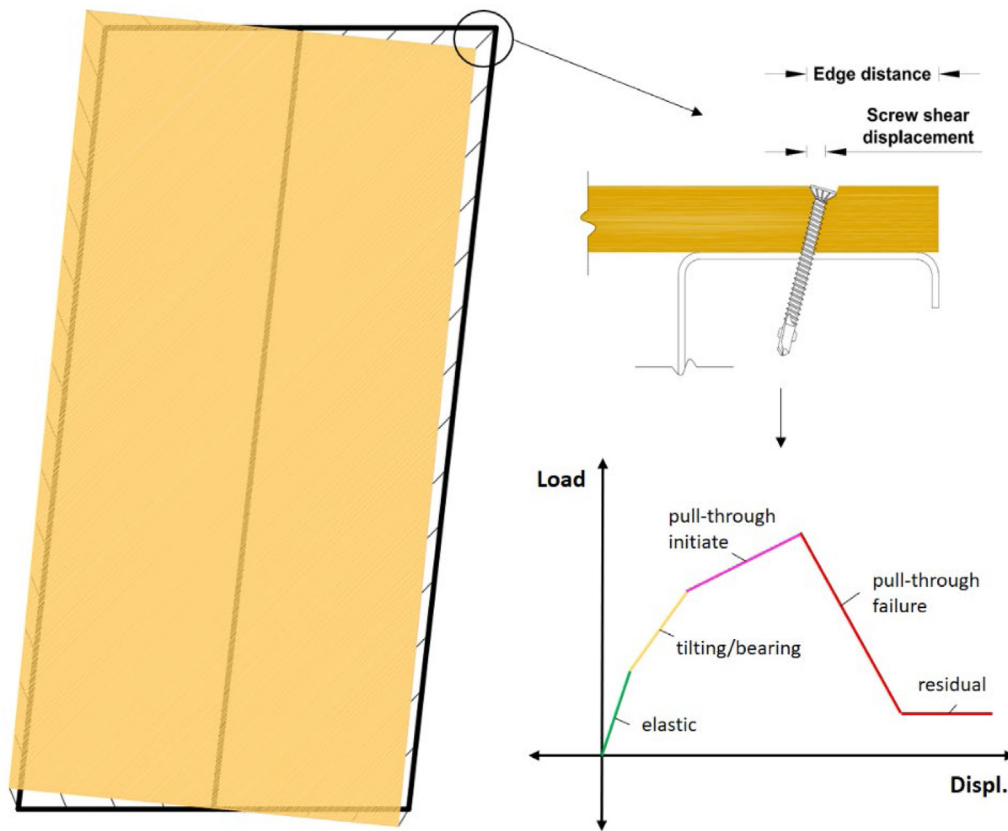 Edge distance
Screw shear
displacement
Load
pull-through
initiate
pull-through
failure
tilting/bearing
residual
elastic
Displ.